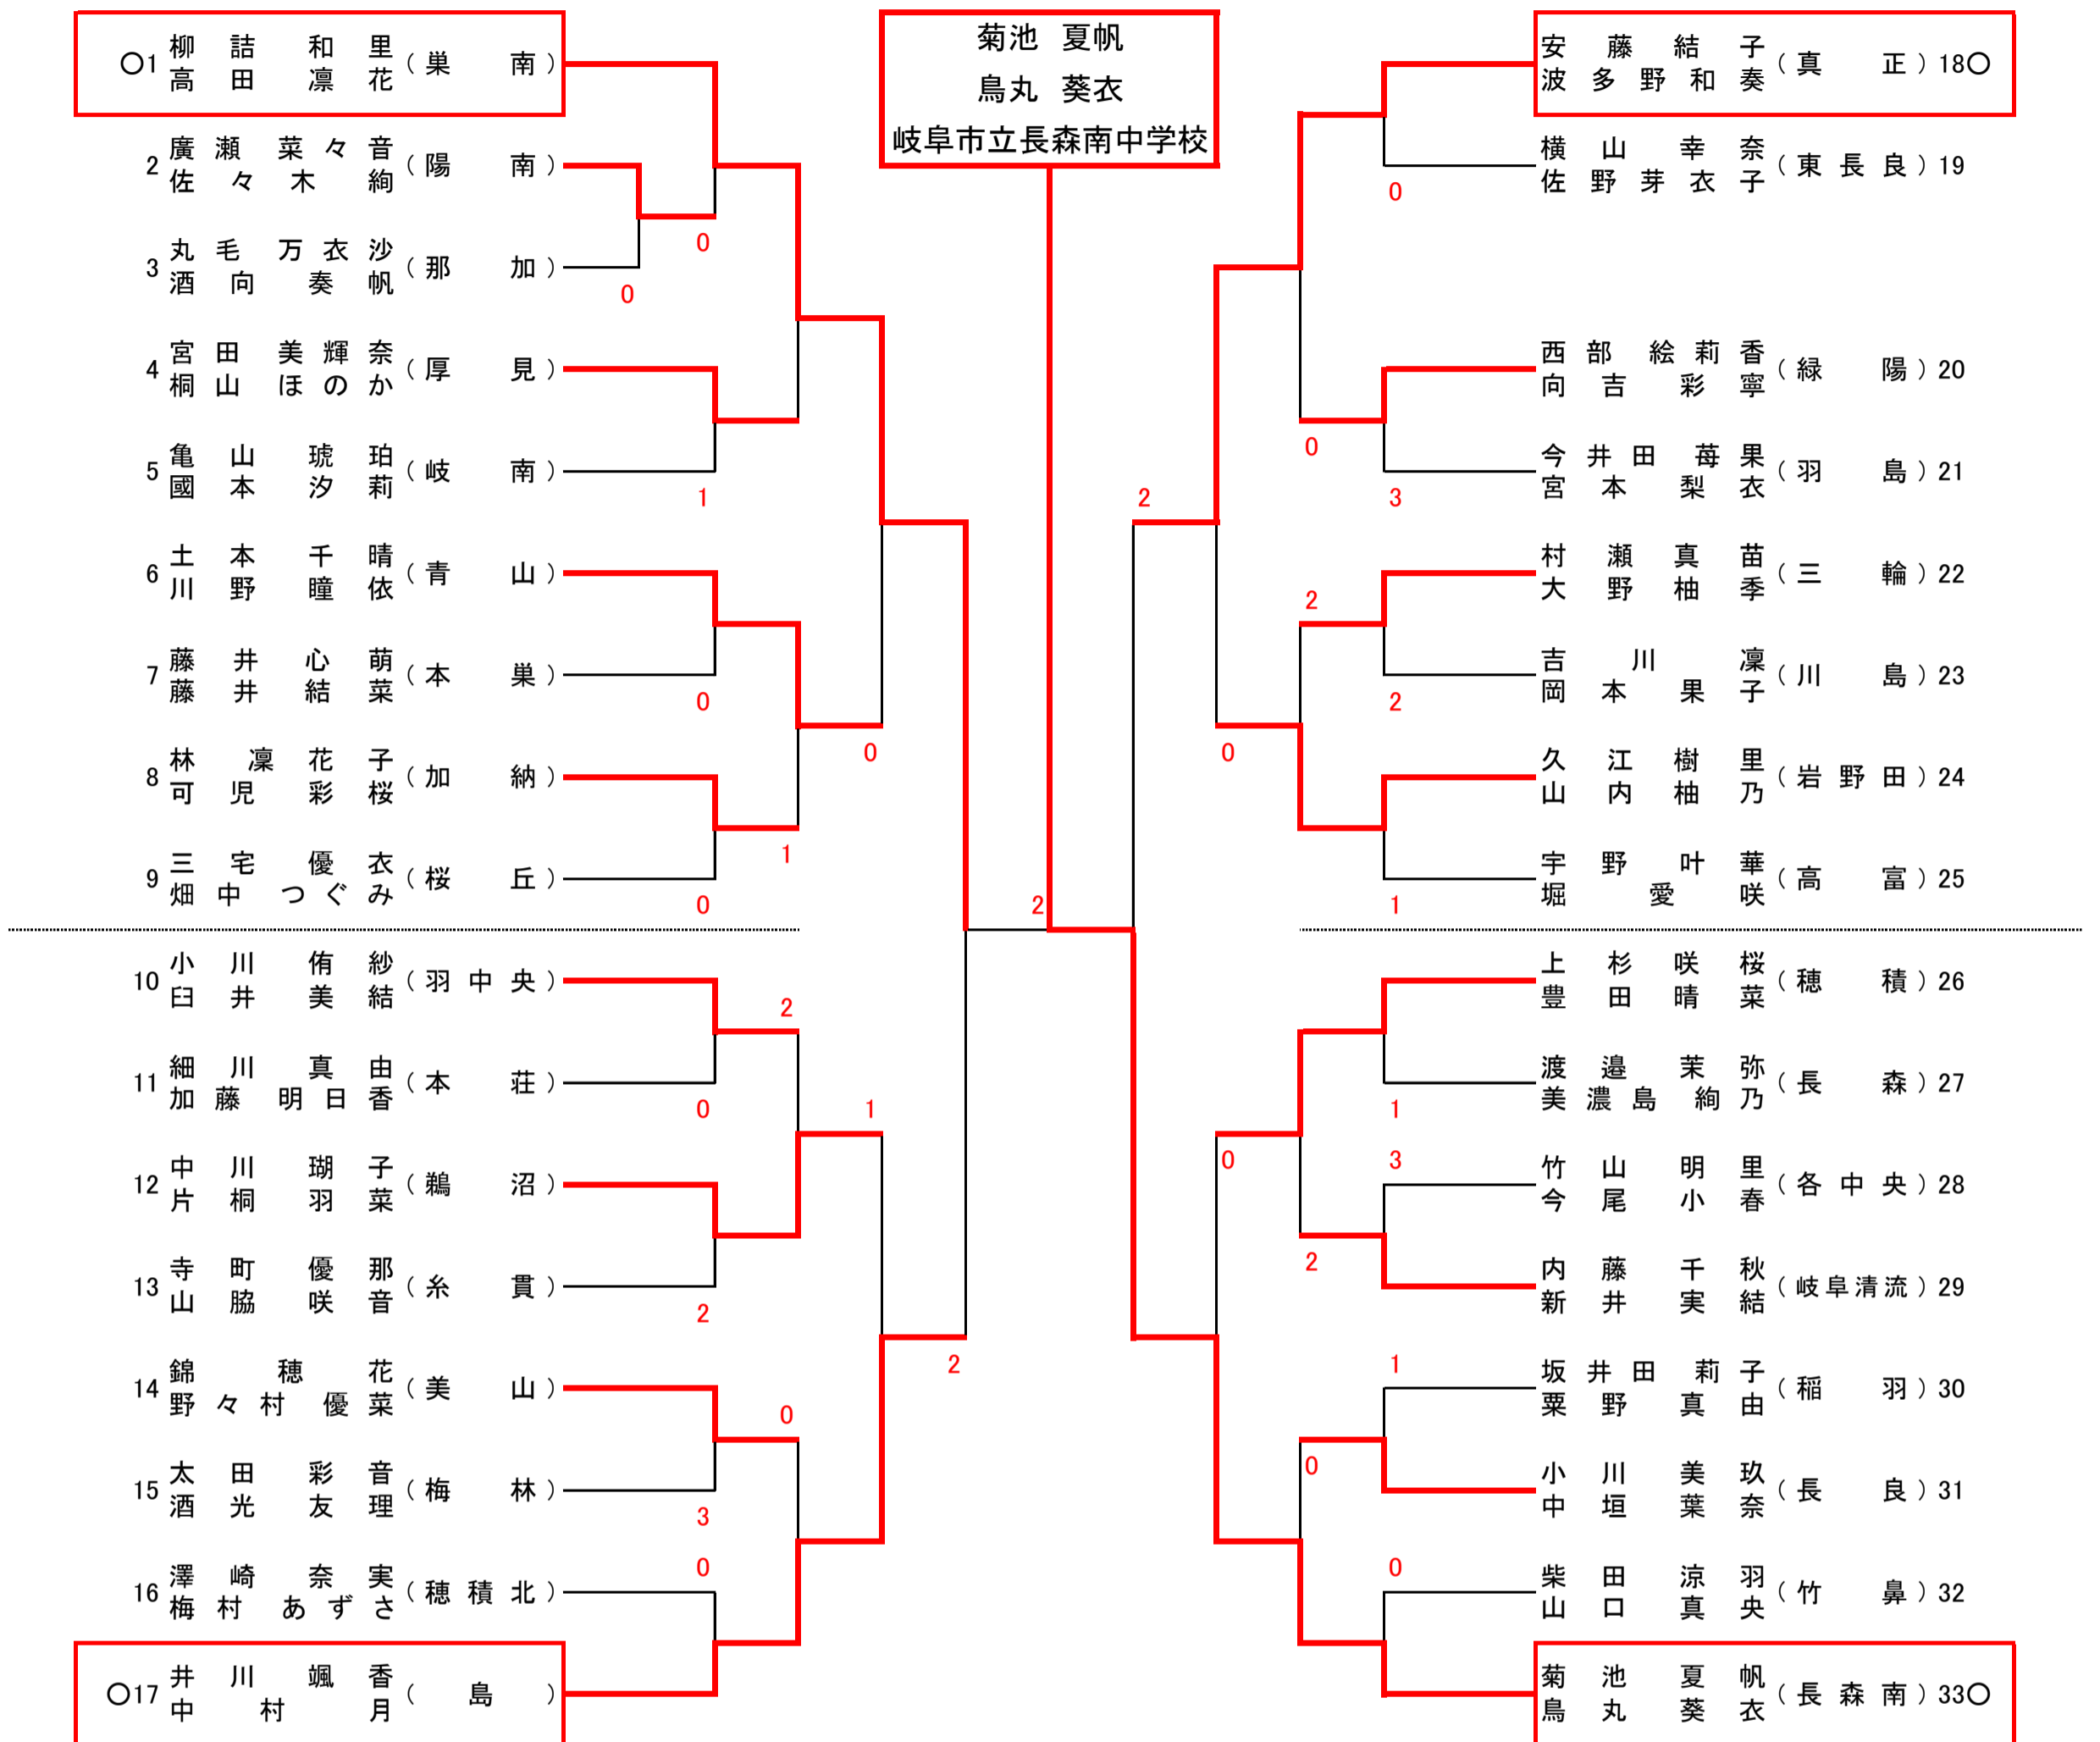 菊池 夏帆
鳥丸 葵衣
岐阜市立長森南中学校
〇1 柳詰和里 高田凛花 (巣南)
2 廣瀬菜々音 佐々木絢 (陽南)
0
3 丸毛万衣沙 酒向奏帆 (那加)
0
4 宮田美輝奈 桐山ほのか (厚見)
5 亀山琥珀 國本汐莉 (岐南)
1
6 土本千晴 川野瞳依 (青山)
7 藤井心萌 藤井結菜 (本巣)
0
0
8 林凜花子 可児彩桜 (加納)
1
9 三宅優衣 畑中つぐみ (桜丘)
0
2
10 小川侑紗 臼井美結 (羽中央)
2
11 細川真由 加藤明日香 (本荘)
0
1
12 中川瑚子 片桐羽菜 (鵜沼)
13 寺町優那 山脇咲音 (糸貫)
2
2
14 錦穂花 野々村優菜 (美山)
0
15 太田彩音 酒光友理 (梅林)
3
0
16 澤崎奈実 梅村あずさ (穂積北)
〇17 井川颯香 中村月 (島)
安藤結子 波多野和奏 (真正) 18〇
横山幸奈 佐野芽衣子 (東長良) 19
0
西部絵莉香 向吉彩寧 (緑陽) 20
0
今井田苺果 宮本梨衣 (羽島) 21
3
2
村瀬真苗 大野柚季 (三輪) 22
2
吉川凜 岡本果子 (川島) 23
2
0
久江樹里 山内柚乃 (岩野田) 24
宇野叶華 堀愛咲 (高富) 25
1
上杉咲桜 豊田晴菜 (穂積) 26
渡邉茉弥 美濃島絢乃 (長森) 27
1
0
3
竹山明里 今尾小春 (各中央) 28
2
内藤千秋 新井実結 (岐阜清流) 29
1
坂井田莉子 粟野真由 (稲羽) 30
0
小川美玖 中垣葉奈 (長良) 31
0
柴田涼羽 山口真央 (竹鼻) 32
菊池夏帆 鳥丸葵衣 (長森南) 33〇